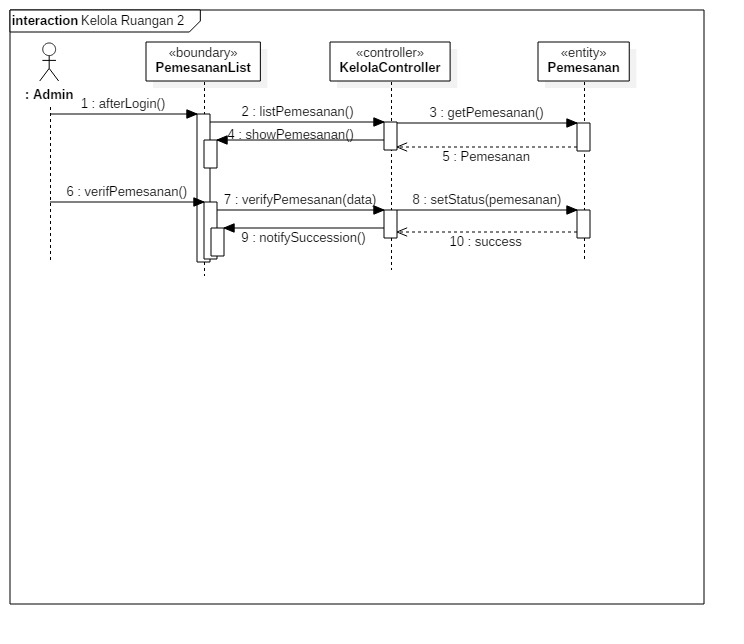 interaction Kelola Ruangan 2
«boundary»
PemesananList
«controller»
KelolaController
«entity»
Pemesanan
: Admin
1 : afterLogin()
2 : listPemesanan()
3 : getPemesanan()
4 : showPemesanan()
5 : Pemesanan
6 : verifPemesanan()
7 : verifyPemesanan(data)
8 : setStatus(pemesanan)
9 : notifySuccession()
10 : success